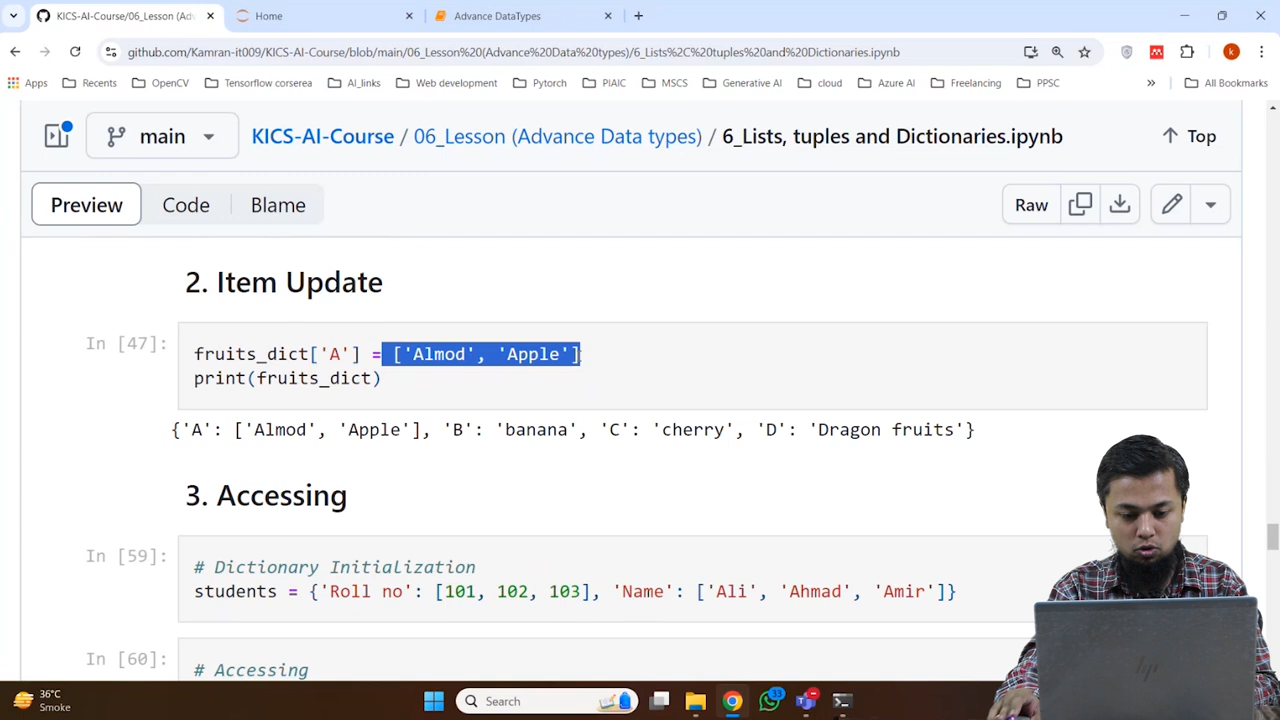 KICS-AI-Course/06_Lesson (Adv
Home
Advance DataTypes
github.com/Kamran-it009/KICS-AI-Course/blob/main/06_Lesson%20(Advance%20Data%20types)/6_Lists%2C%20tuples%20and%20Dictionaries.ipynb
k
Apps
Recents
OpenCV
Tensorflow corsera
AI_links
Web development
Pytorch
PIAIC
MSCS
Generative AI
cloud
Azure AI
Freelancing
PPSC
»
All Bookmarks
main
KICS-AI-Course / 06_Lesson (Advance Data types) / 6_Lists, tuples and Dictionaries.ipynb
Top
Preview
Code
Blame
Raw
2. Item Update
In [47]:
fruits_dict['A'] = ['Almod', 'Apple']
print(fruits_dict)
{'A': ['Almod', 'Apple'], 'B': 'banana', 'C': 'cherry', 'D': 'Dragon fruits'}
3. Accessing
In [59]:
# Dictionary Initialization
students = {'Roll no': [101, 102, 103], 'Name': ['Ali', 'Ahmad', 'Amir']}
In [60]:
# Accessing
36°C
Smoke
Search
33
hp